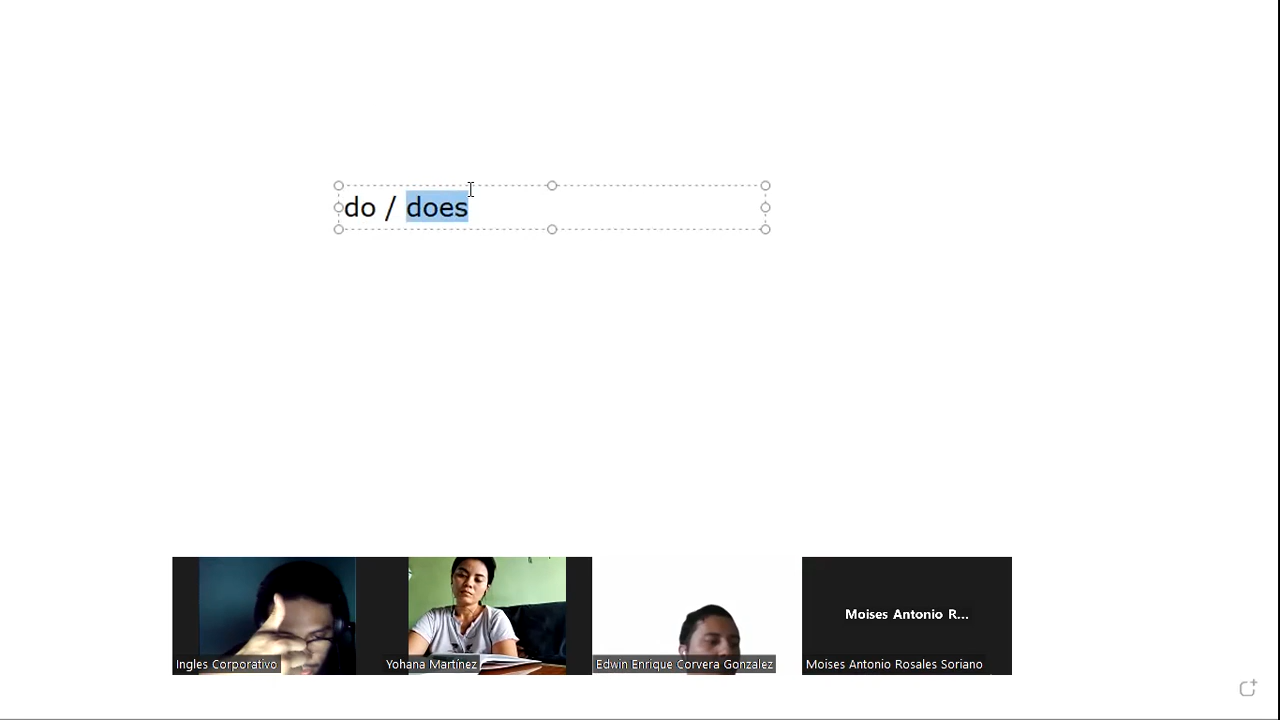 do / does
Moises Antonio R...
Ingles Corporativo
Yohana Martínez
Edwin Enrique Corvera Gonzalez
Moises Antonio Rosales Soriano